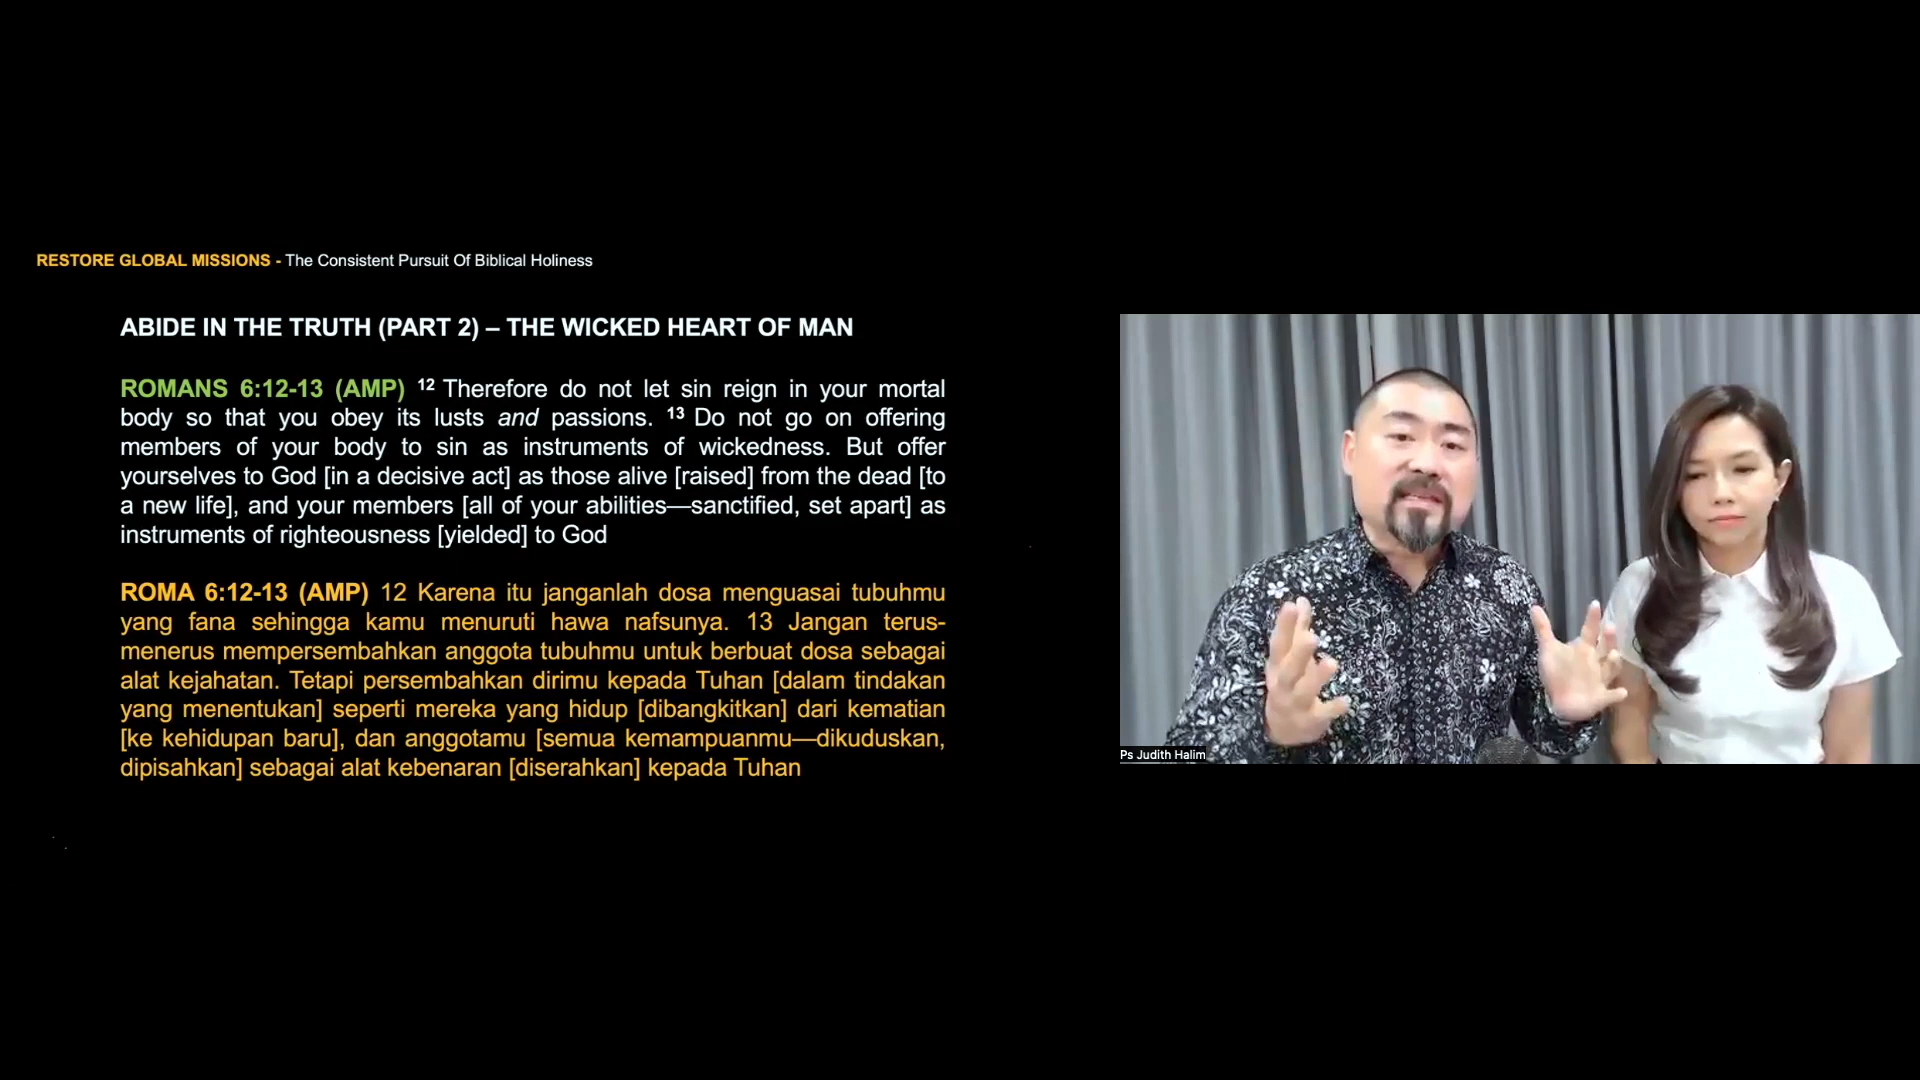 RESTORE GLOBAL MISSIONS - The Consistent Pursuit Of Biblical Holiness
ABIDE IN THE TRUTH (PART 2) – THE WICKED HEART OF MAN
ROMANS 6:12-13 (AMP) 12 Therefore do not let sin reign in your mortal
body so that you obey its lusts and passions. 13 Do not go on offering
members of your body to sin as instruments of wickedness. But offer
yourselves to God [in a decisive act] as those alive [raised] from the dead [to
a new life], and your members [all of your abilities—sanctified, set apart] as
instruments of righteousness [yielded] to God
ROMA 6:12-13 (AMP) 12 Karena itu janganlah dosa menguasai tubuhmu
yang fana sehingga kamu menuruti hawa nafsunya. 13 Jangan terus-
menerus mempersembahkan anggota tubuhmu untuk berbuat dosa sebagai
alat kejahatan. Tetapi persembahkan dirimu kepada Tuhan [dalam tindakan
yang menentukan] seperti mereka yang hidup [dibangkitkan] dari kematian
[ke kehidupan baru], dan anggotamu [semua kemampuanmu—dikuduskan,
dipisahkan] sebagai alat kebenaran [diserahkan] kepada Tuhan
Ps Judith Halim